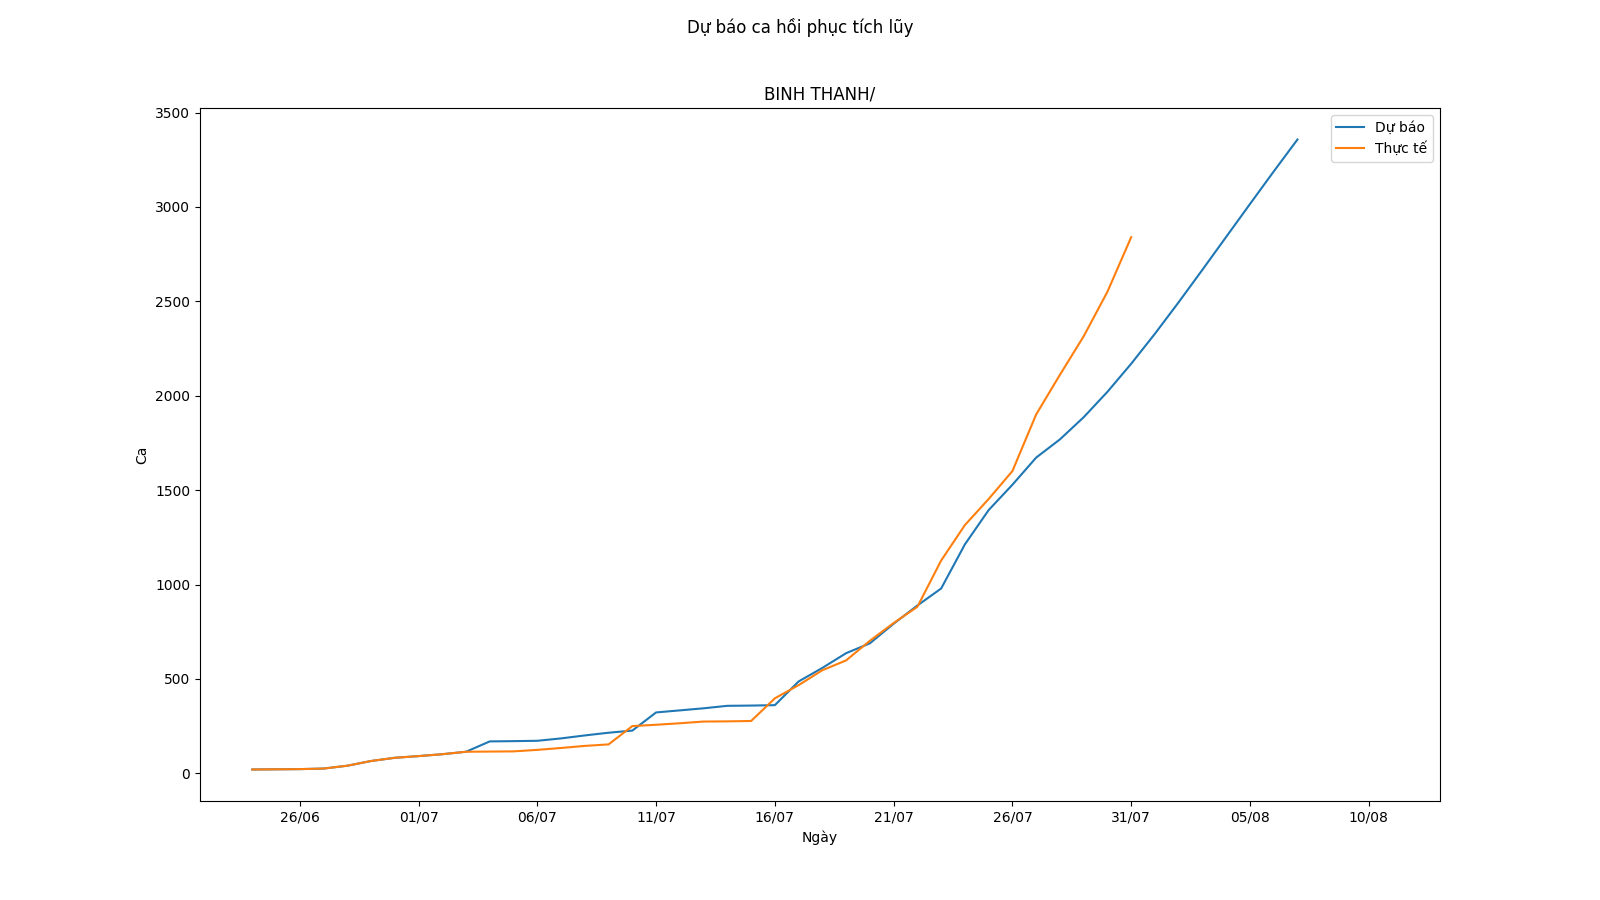 Dự báo ca hồi phục tích lũy
BINH THANH/
Dự báo
Thực tế
3500
3000
2500
2000
1500
1000
500
0
Ca
26/06 01/07 06/07 11/07 16/07 21/07 26/07 31/07 05/08 10/08
Ngày